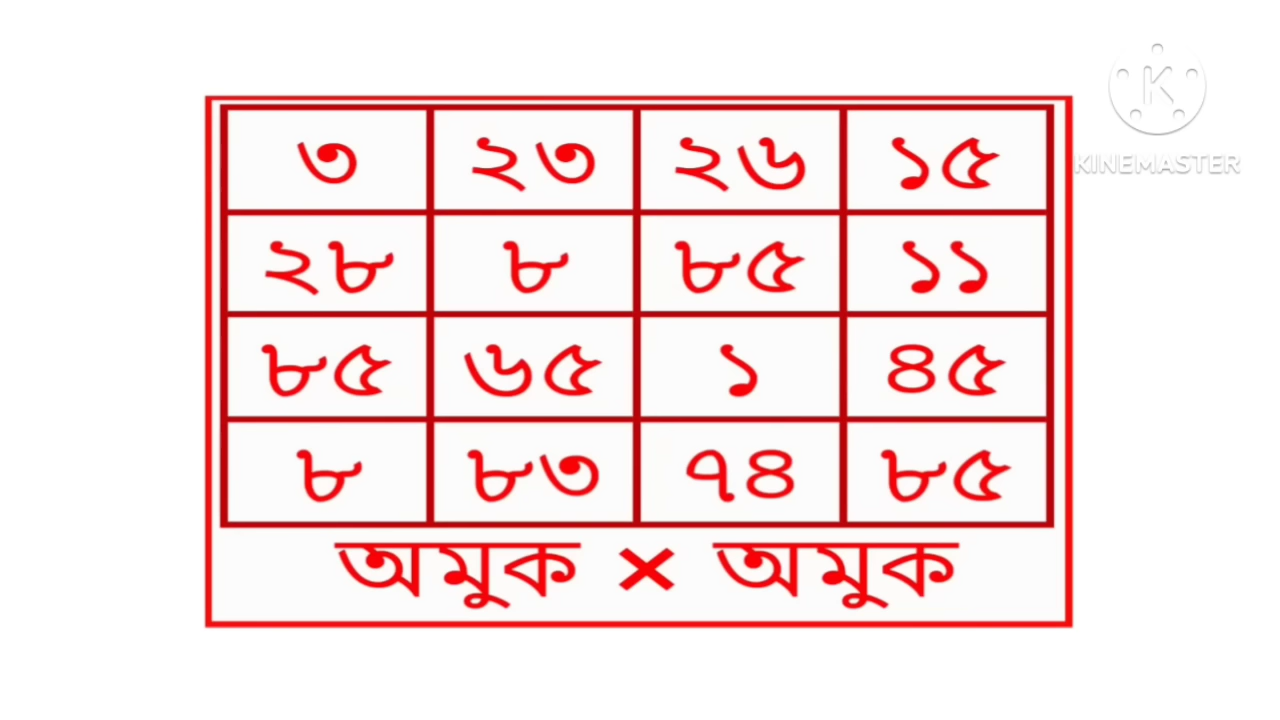 ৩ ২৩ ২৬ ১৫
২৮ ৮ ৮৫ ১১
৮৫ ৬৫ ১ ৪৫
৮ ৮৩ ৭৪ ৮৫
অমুক × অমুক
KINEMASTER